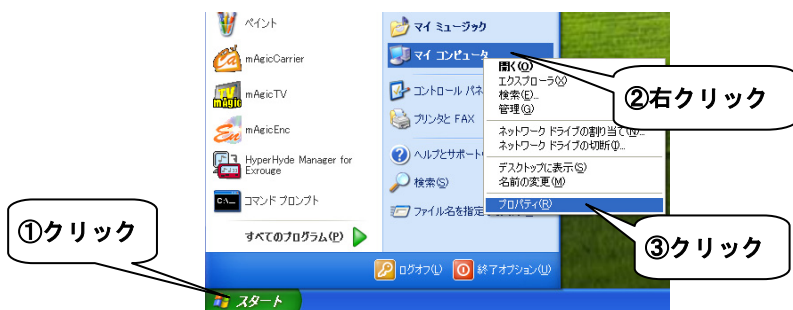 ペイント
mAgicCarrier
mAgicTV
mAgicEnc
HyperHyde Manager for
Exrouge
コマンド プロンプト
すべてのプログラム(P)
マイ ミュージック
マイ コンピュータ
コントロール パネ
プリンタと FAX
ヘルプとサポート
検索(S)
ファイル名を指定
開く(O)
エクスプローラ(X)
検索(E)...
管理(G)
ネットワーク ドライブの割り当て(N)...
ネットワーク ドライブの切断(I)...
デスクトップに表示(S)
名前の変更(M)
プロパティ(R)
②右クリック
③クリック
①クリック
ログオフ(L)
終了オプション(U)
スタート